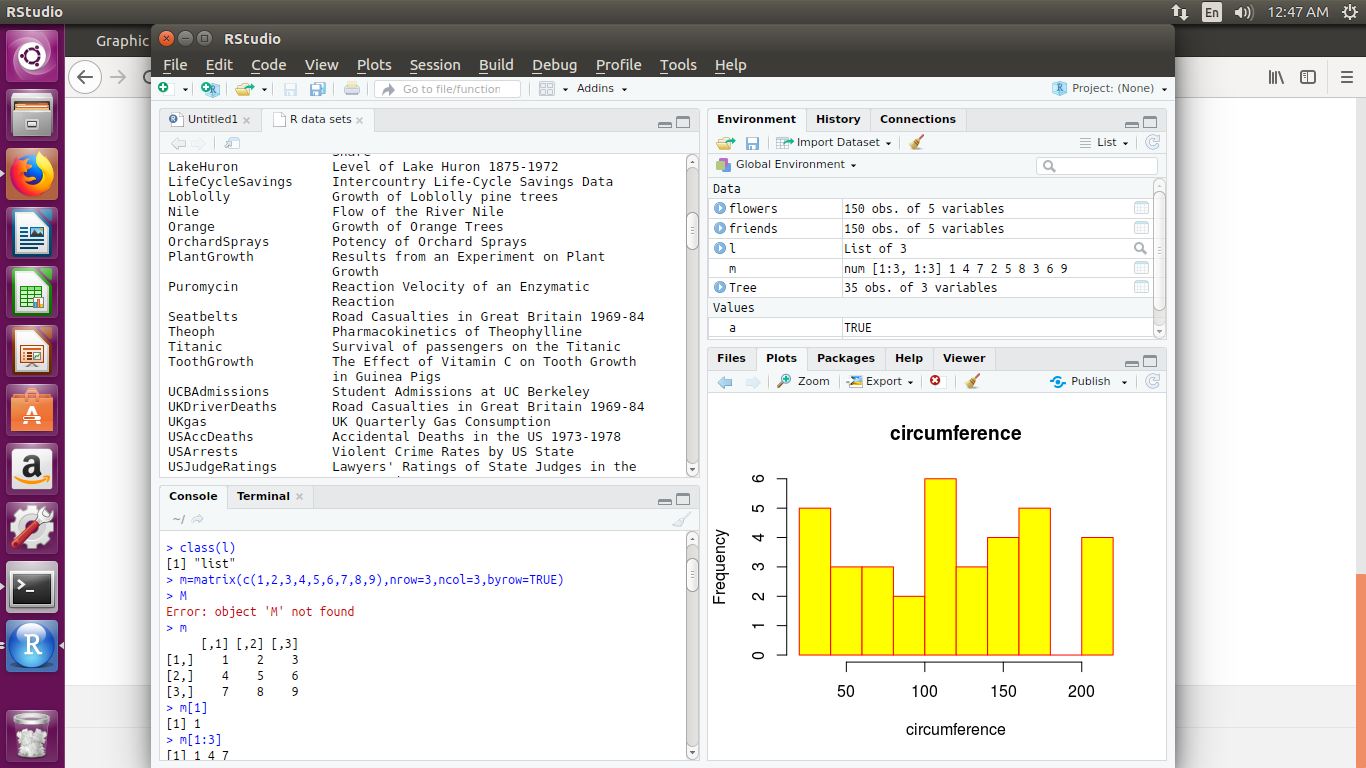 RStudio
En
12:47 AM
Graphic
RStudio
File Edit Code View Plots Session Build Debug Profile Tools Help
Go to file/function
Addins
Project: (None)
Untitled1
R data sets
LakeHuron Level of Lake Huron 1875-1972
LifeCycleSavings Intercountry Life-Cycle Savings Data
Loblolly Growth of Loblolly pine trees
Nile Flow of the River Nile
Orange Growth of Orange Trees
OrchardSprays Potency of Orchard Sprays
PlantGrowth Results from an Experiment on Plant
Growth
Puromycin Reaction Velocity of an Enzymatic
Reaction
Seatbelts Road Casualties in Great Britain 1969-84
Theoph Pharmacokinetics of Theophylline
Titanic Survival of passengers on the Titanic
ToothGrowth The Effect of Vitamin C on Tooth Growth
in Guinea Pigs
UCBAdmissions Student Admissions at UC Berkeley
UKDriverDeaths Road Casualties in Great Britain 1969-84
UKgas UK Quarterly Gas Consumption
USAccDeaths Accidental Deaths in the US 1973-1978
USArrests Violent Crime Rates by US State
USJudgeRatings Lawyers' Ratings of State Judges in the
Console Terminal
~/
> class(l)
[1] "list"
> m=matrix(c(1,2,3,4,5,6,7,8,9),nrow=3,ncol=3,byrow=TRUE)
> M
Error: object 'M' not found
> m
[,1] [,2] [,3]
[1,] 1 2 3
[2,] 4 5 6
[3,] 7 8 9
> m[1]
[1] 1
> m[1:3]
[1] 1 4 7
Environment History Connections
Import Dataset
List
Global Environment
Data
flowers 150 obs. of 5 variables
friends 150 obs. of 5 variables
l List of 3
m num [1:3, 1:3] 1 4 7 2 5 8 3 6 9
Tree 35 obs. of 3 variables
Values
a TRUE
Files Plots Packages Help Viewer
Zoom Export Publish
circumference
Frequency
6
5
4
3
2
1
0
50 100 150 200
circumference